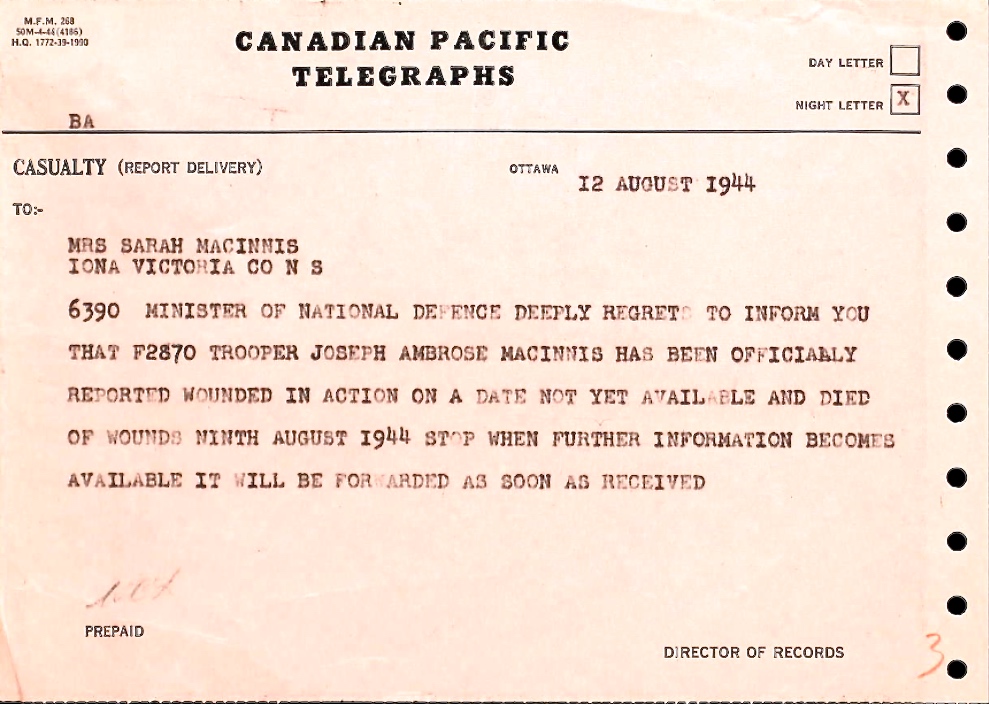 M.F.M. 268
50M-4-44(4186)
H.Q. 1772-39-1990
CANADIAN PACIFIC
TELEGRAPHS
DAY LETTER
NIGHT LETTER X
BA
CASUALTY (REPORT DELIVERY)
OTTAWA 12 AUGUST 1944
TO:-
MRS SARAH MACINNIS
IONA VICTORIA CO N S
6390 MINISTER OF NATIONAL DEFENCE DEEPLY REGRETS TO INFORM YOU
THAT F2870 TROOPER JOSEPH AMBROSE MACINNIS HAS BEEN OFFICIALLY
REPORTED WOUNDED IN ACTION ON A DATE NOT YET AVAILABLE AND DIED
OF WOUNDS NINTH AUGUST 1944 STOP WHEN FURTHER INFORMATION BECOMES
AVAILABLE IT WILL BE FORWARDED AS SOON AS RECEIVED
PREPAID
DIRECTOR OF RECORDS
3